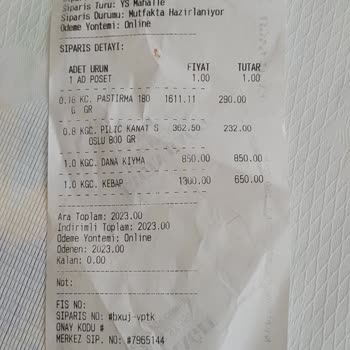 Siparis Turu: YS Mahalle
Siparis Durumu: Mutfakta Hazirlaniyor
Odeme Yontemi: Online
SIPARIS DETAYI:
ADET URUN FIYAT TUTAR
1 AD POSET 1.00 1.00
0.18 KG. PASTIRMA 180 1611.11 290.00
GR
0.8 KGC. PILIC KANAT S 362.50 232.00
OSLU 800 GR
1.0 KGC. DANA KIYMA 850.00 850.00
1.0 KGC. KEBAP 1300.00 650.00
Ara Toplam: 2023.00
Indirimli Toplam: 2023.00
Odeme Yontemi; Online
Odenen: 2023.00
Kalan: 0.00
Not:
FIS NO:
SIPARIS NO: #bxuj-vptk
ONAY KODU #
MERKEZ SIP. NO: #7965144